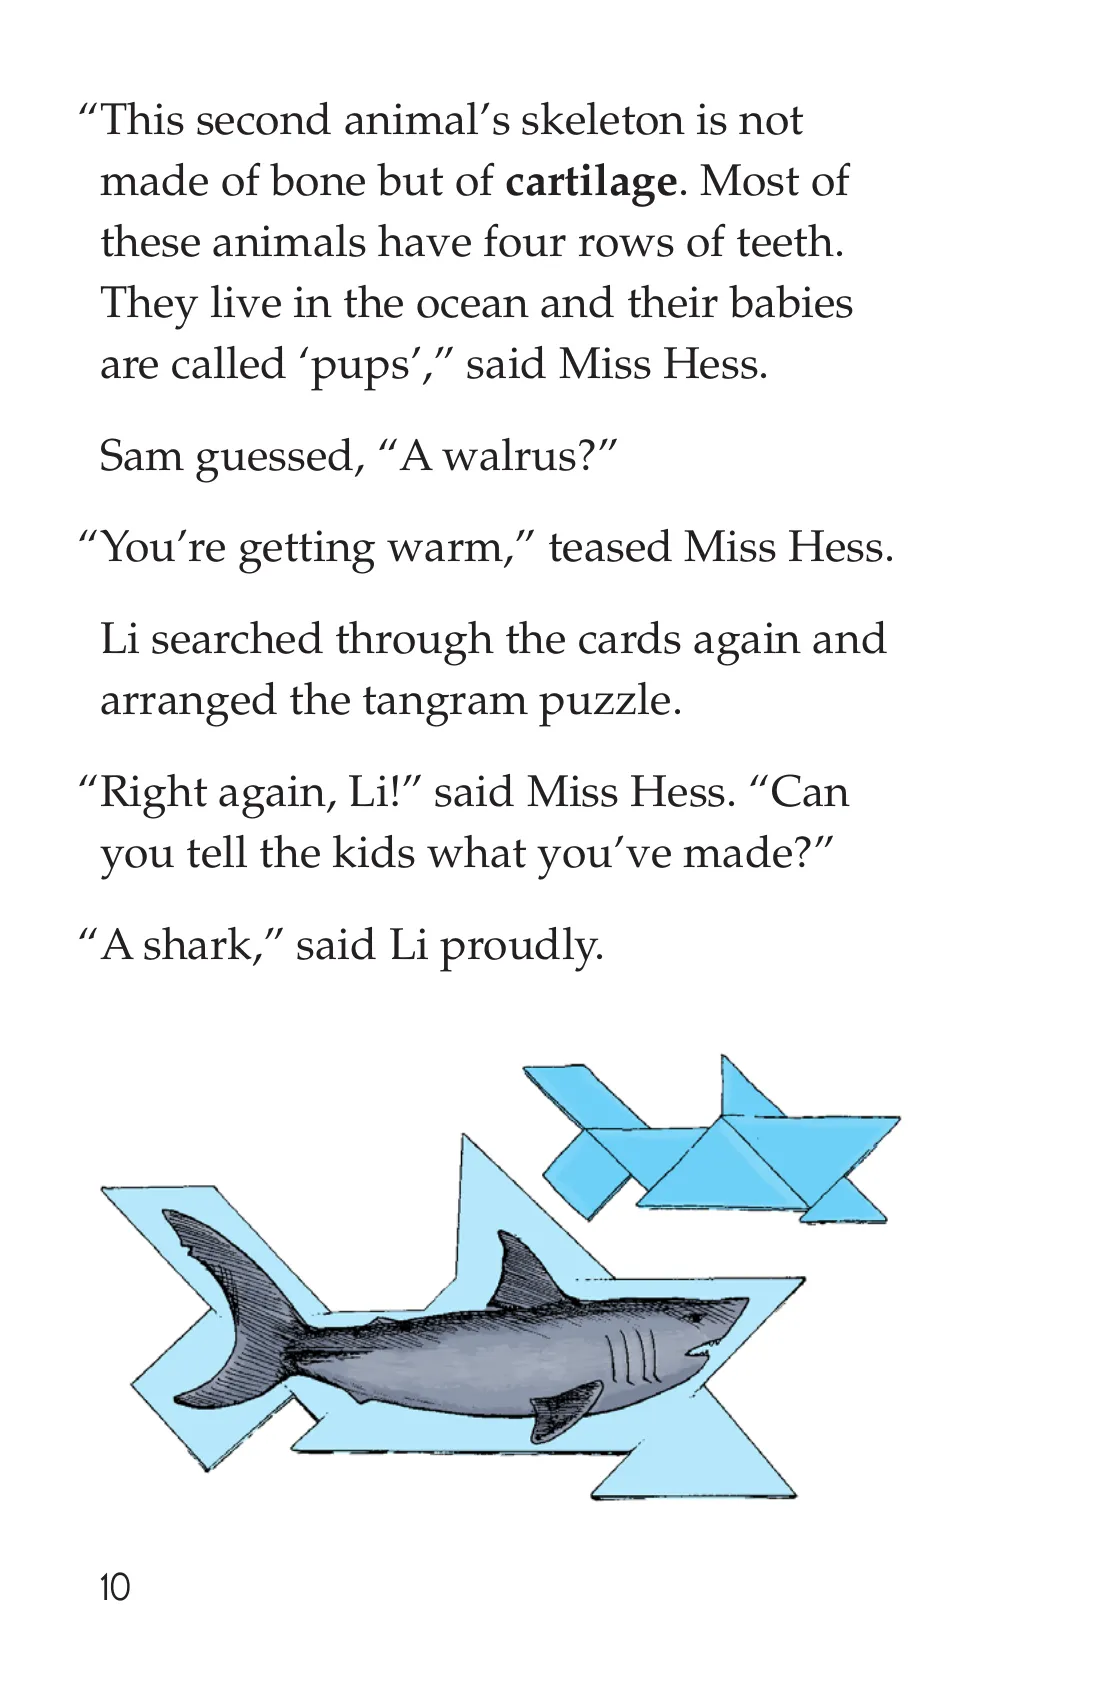 “This second animal’s skeleton is not
made of bone but of cartilage. Most of
these animals have four rows of teeth.
They live in the ocean and their babies
are called ‘pups’,” said Miss Hess.
Sam guessed, “A walrus?”
“You’re getting warm,” teased Miss Hess.
Li searched through the cards again and
arranged the tangram puzzle.
“Right again, Li!” said Miss Hess. “Can
you tell the kids what you’ve made?”
“A shark,” said Li proudly.
10